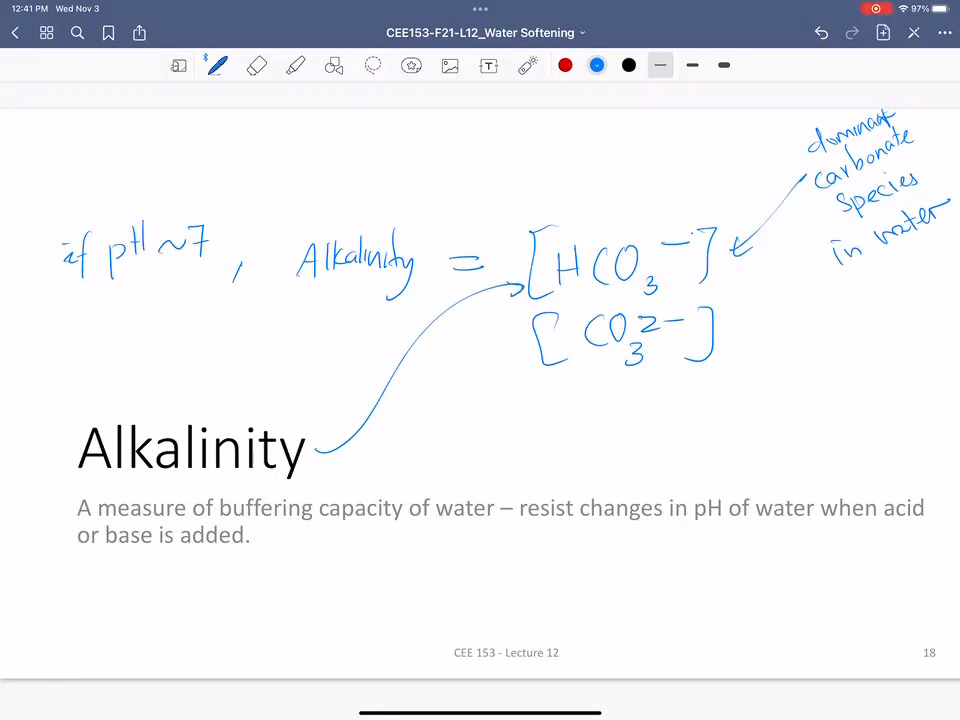 12:41 PM Wed Nov 3
97%
CEE153-F21-L12_Water Softening
T
dominant
carbonate
species
in water
if pH ~7, Alkalinity = [HCO₃⁻]
[CO₃²⁻]
Alkalinity
A measure of buffering capacity of water – resist changes in pH of water when acid
or base is added.
CEE 153 - Lecture 12
18